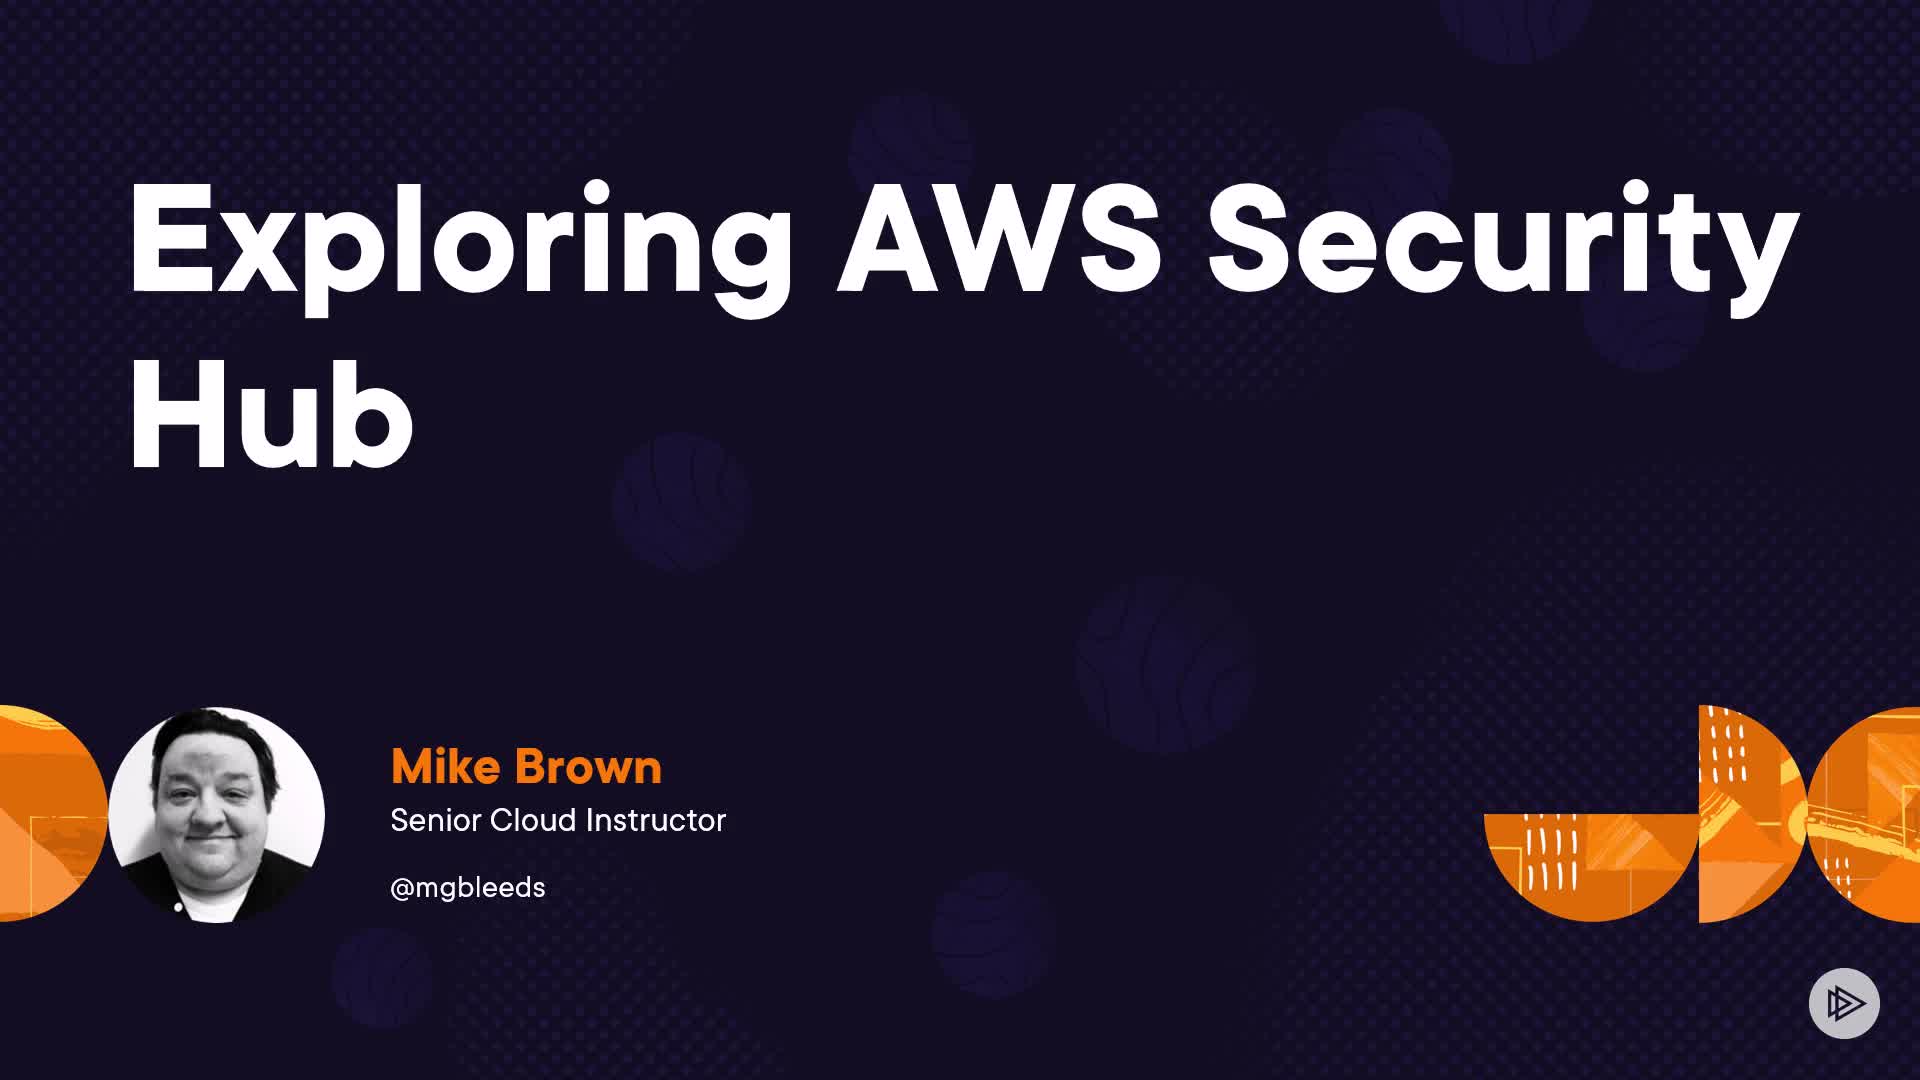 Exploring AWS Security
Hub
Mike Brown
Senior Cloud Instructor
@mgbleeds